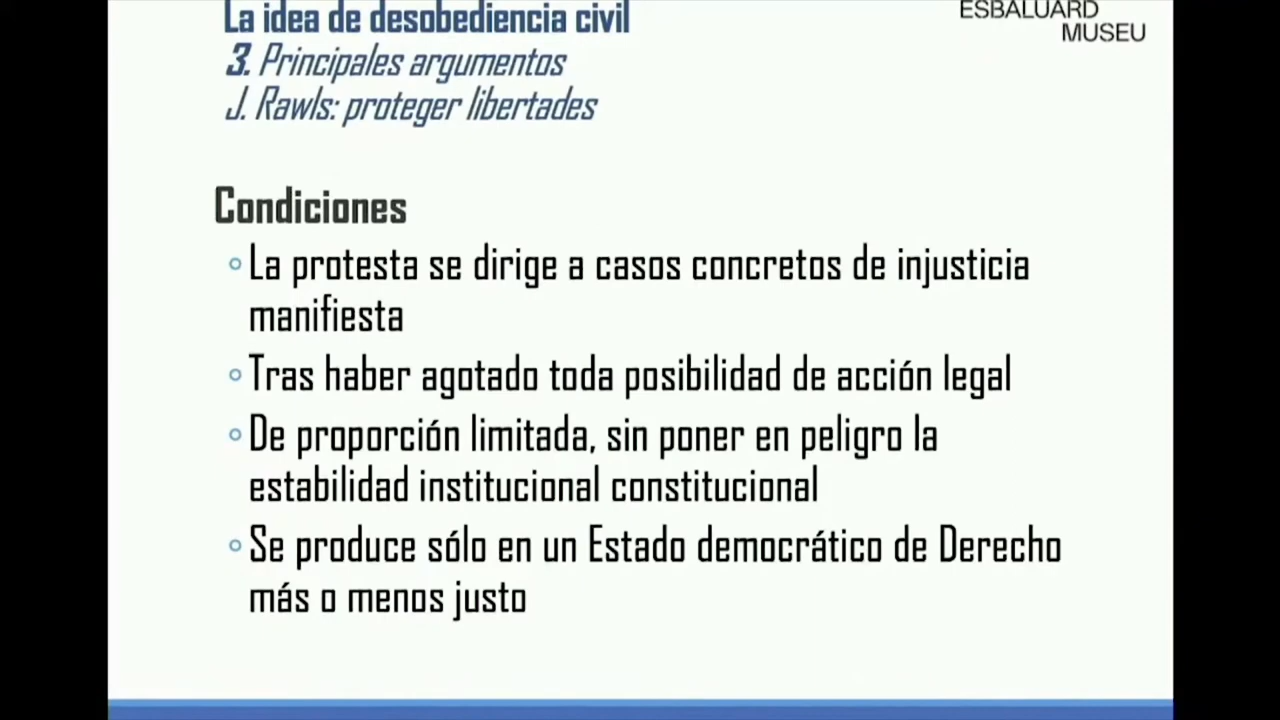 La idea de desobediencia civil
3. Principales argumentos
J. Rawls: proteger libertades
ESBALUARD
MUSEU
Condiciones
La protesta se dirige a casos concretos de injusticia
manifiesta
Tras haber agotado toda posibilidad de acción legal
De proporción limitada, sin poner en peligro la
estabilidad institucional constitucional
Se produce sólo en un Estado democrático de Derecho
más o menos justo